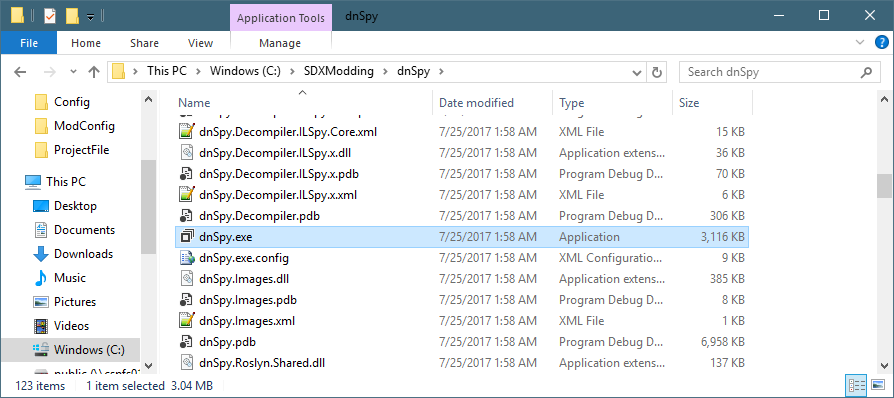 Application Tools dnSpy
File Home Share View Manage
This PC Windows (C:) SDXModding dnSpy Search dnSpy
Name Date modified Type Size
Config
ModConfig
ProjectFile
This PC
Desktop
Documents
Downloads
Music
Pictures
Videos
Windows (C:)
dnSpy.Decompiler.ILSpy.Core.xml 7/25/2017 1:58 AM XML File 15 KB
dnSpy.Decompiler.ILSpy.x.dll 7/25/2017 1:58 AM Application extens... 36 KB
dnSpy.Decompiler.ILSpy.x.pdb 7/25/2017 1:58 AM Program Debug D... 70 KB
dnSpy.Decompiler.ILSpy.x.xml 7/25/2017 1:58 AM XML File 6 KB
dnSpy.Decompiler.pdb 7/25/2017 1:58 AM Program Debug D... 306 KB
dnSpy.exe 7/25/2017 1:58 AM Application 3,116 KB
dnSpy.exe.config 7/25/2017 1:58 AM XML Configuratio... 9 KB
dnSpy.Images.dll 7/25/2017 1:58 AM Application extens... 385 KB
dnSpy.Images.pdb 7/25/2017 1:58 AM Program Debug D... 8 KB
dnSpy.Images.xml 7/25/2017 1:58 AM XML File 1 KB
dnSpy.pdb 7/25/2017 1:58 AM Program Debug D... 6,958 KB
dnSpy.Roslyn.Shared.dll 7/25/2017 1:58 AM Application extens... 137 KB
123 items 1 item selected 3.04 MB